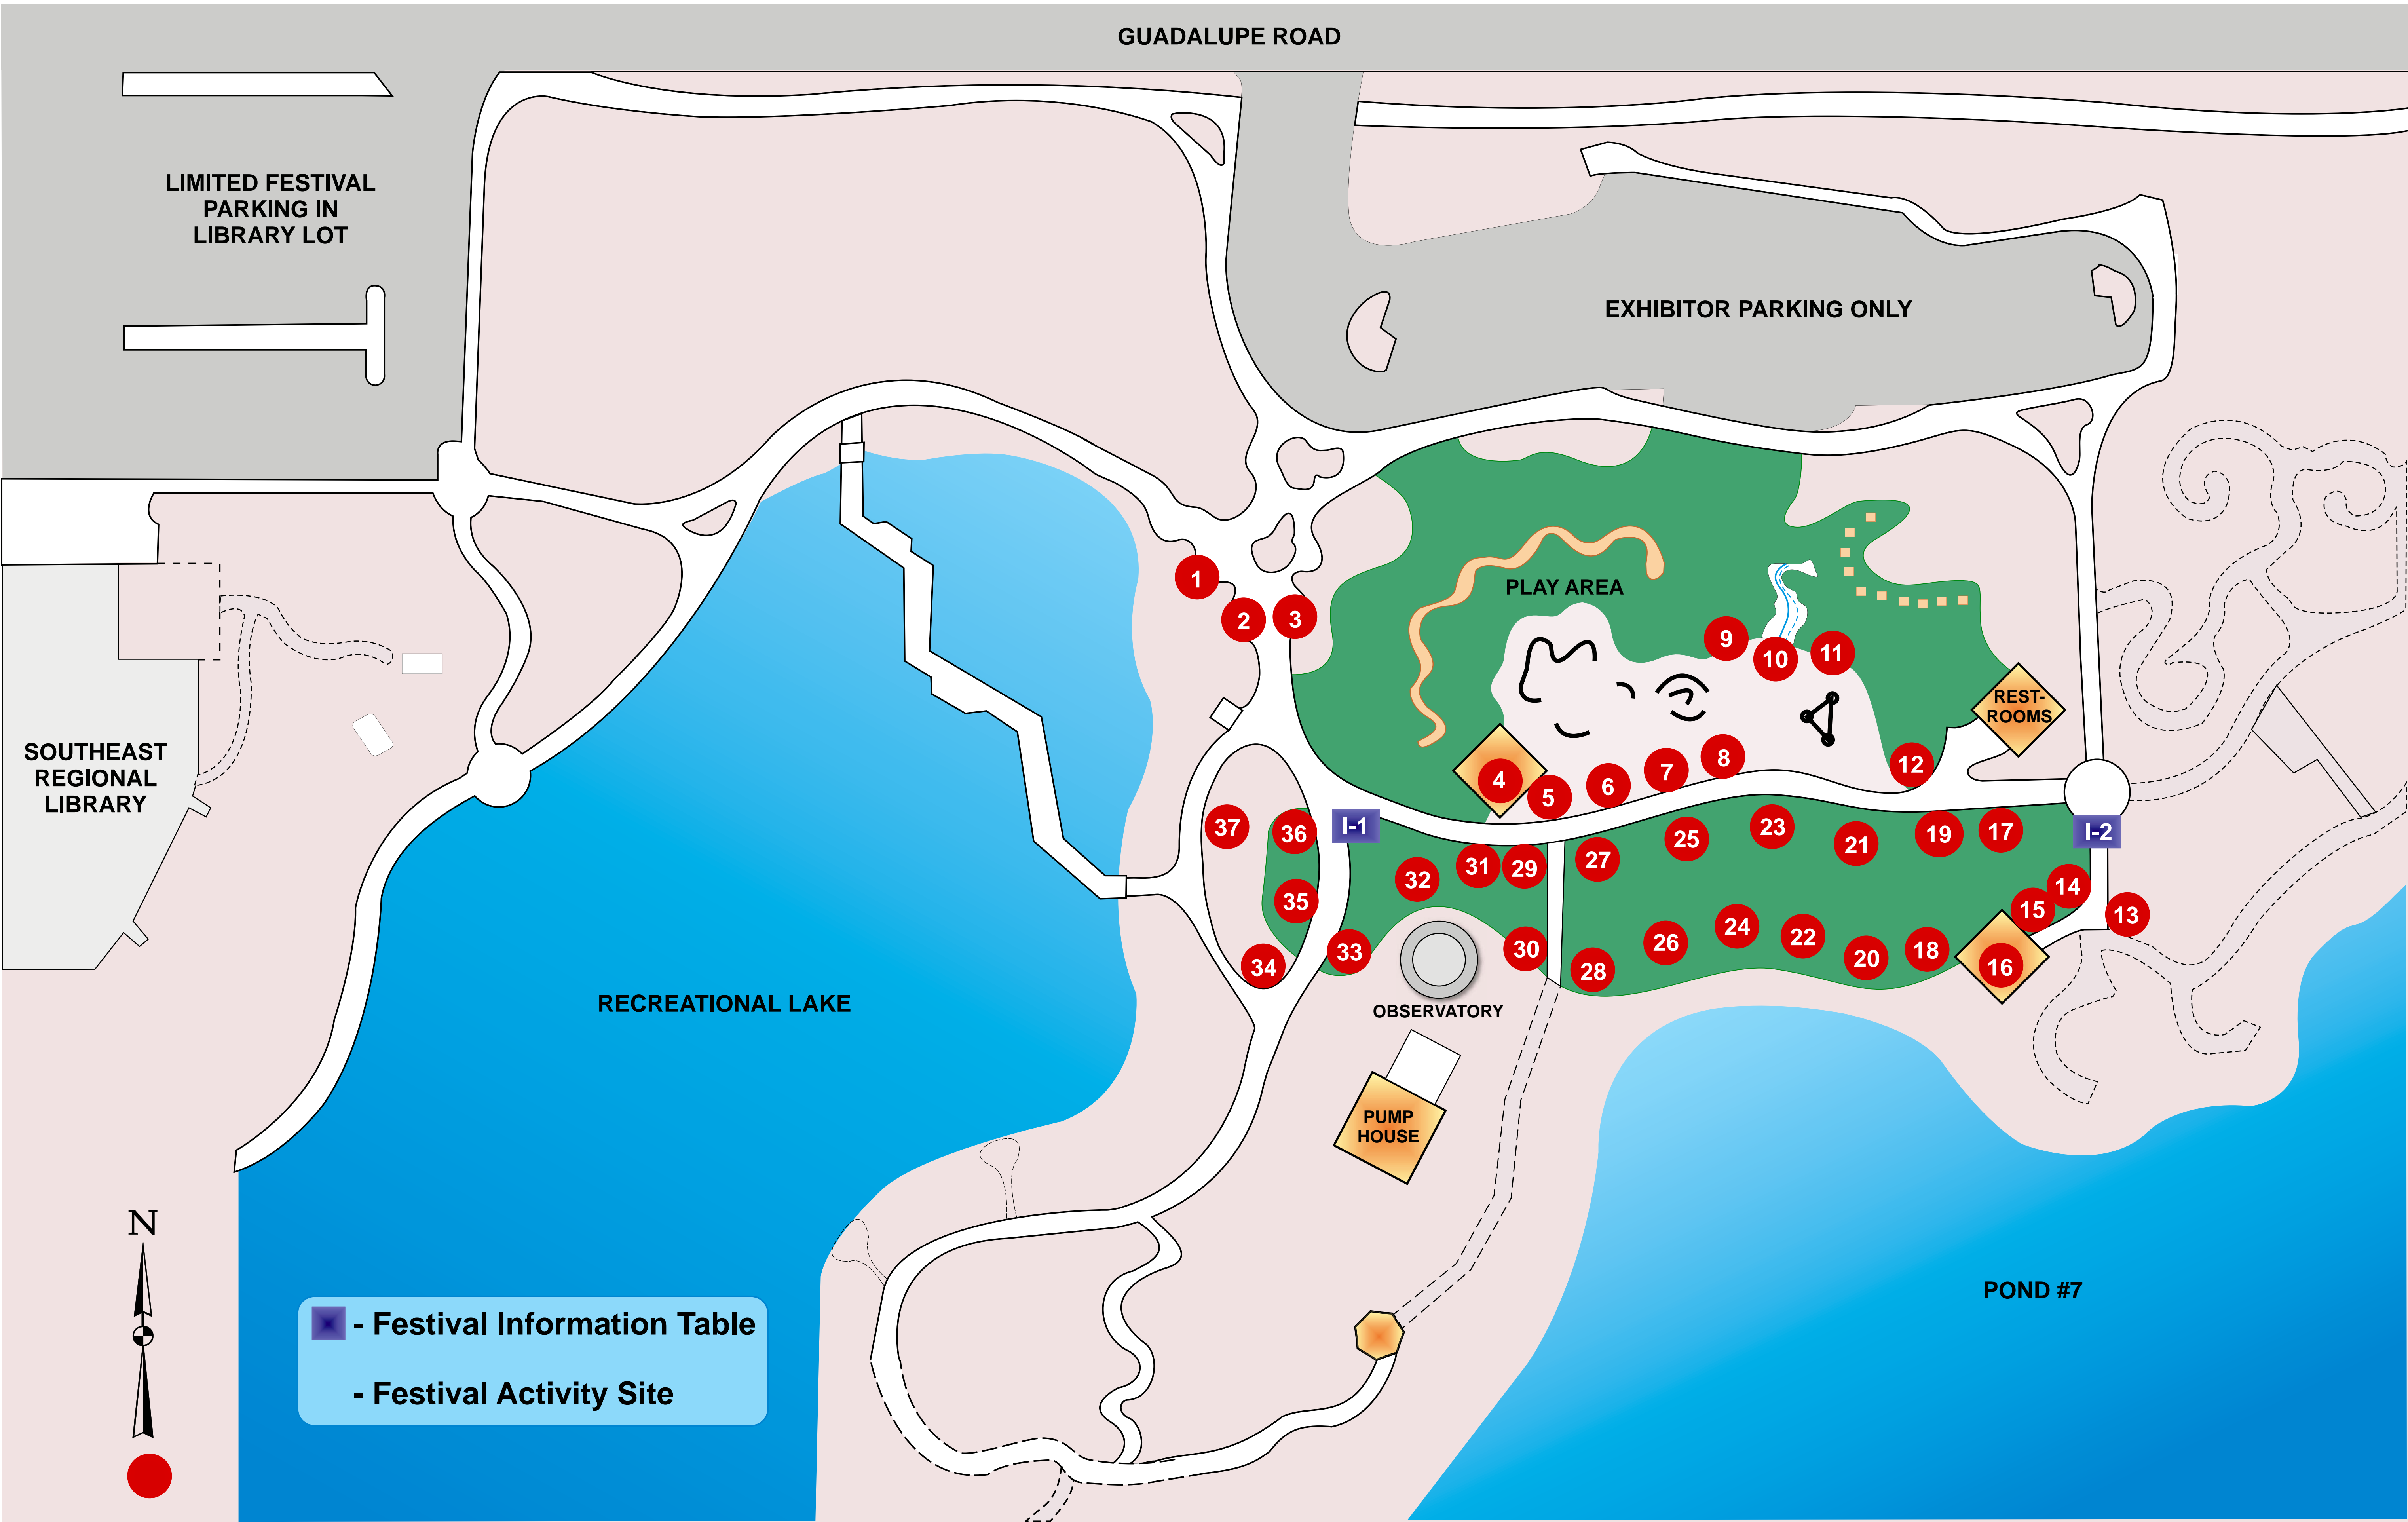 GUADALUPE ROAD
LIMITED FESTIVAL
PARKING IN
LIBRARY LOT
EXHIBITOR PARKING ONLY
PLAY AREA
1
2
3
9
10
11
REST-
ROOMS
SOUTHEAST
REGIONAL
LIBRARY
4
5
6
7
8
12
37
36
I-1
31
29
27
25
23
21
19
17
I-2
32
35
14
15
13
34
33
30
28
26
24
22
20
18
16
OBSERVATORY
RECREATIONAL LAKE
PUMP
HOUSE
N
POND #7
- Festival Information Table
- Festival Activity Site